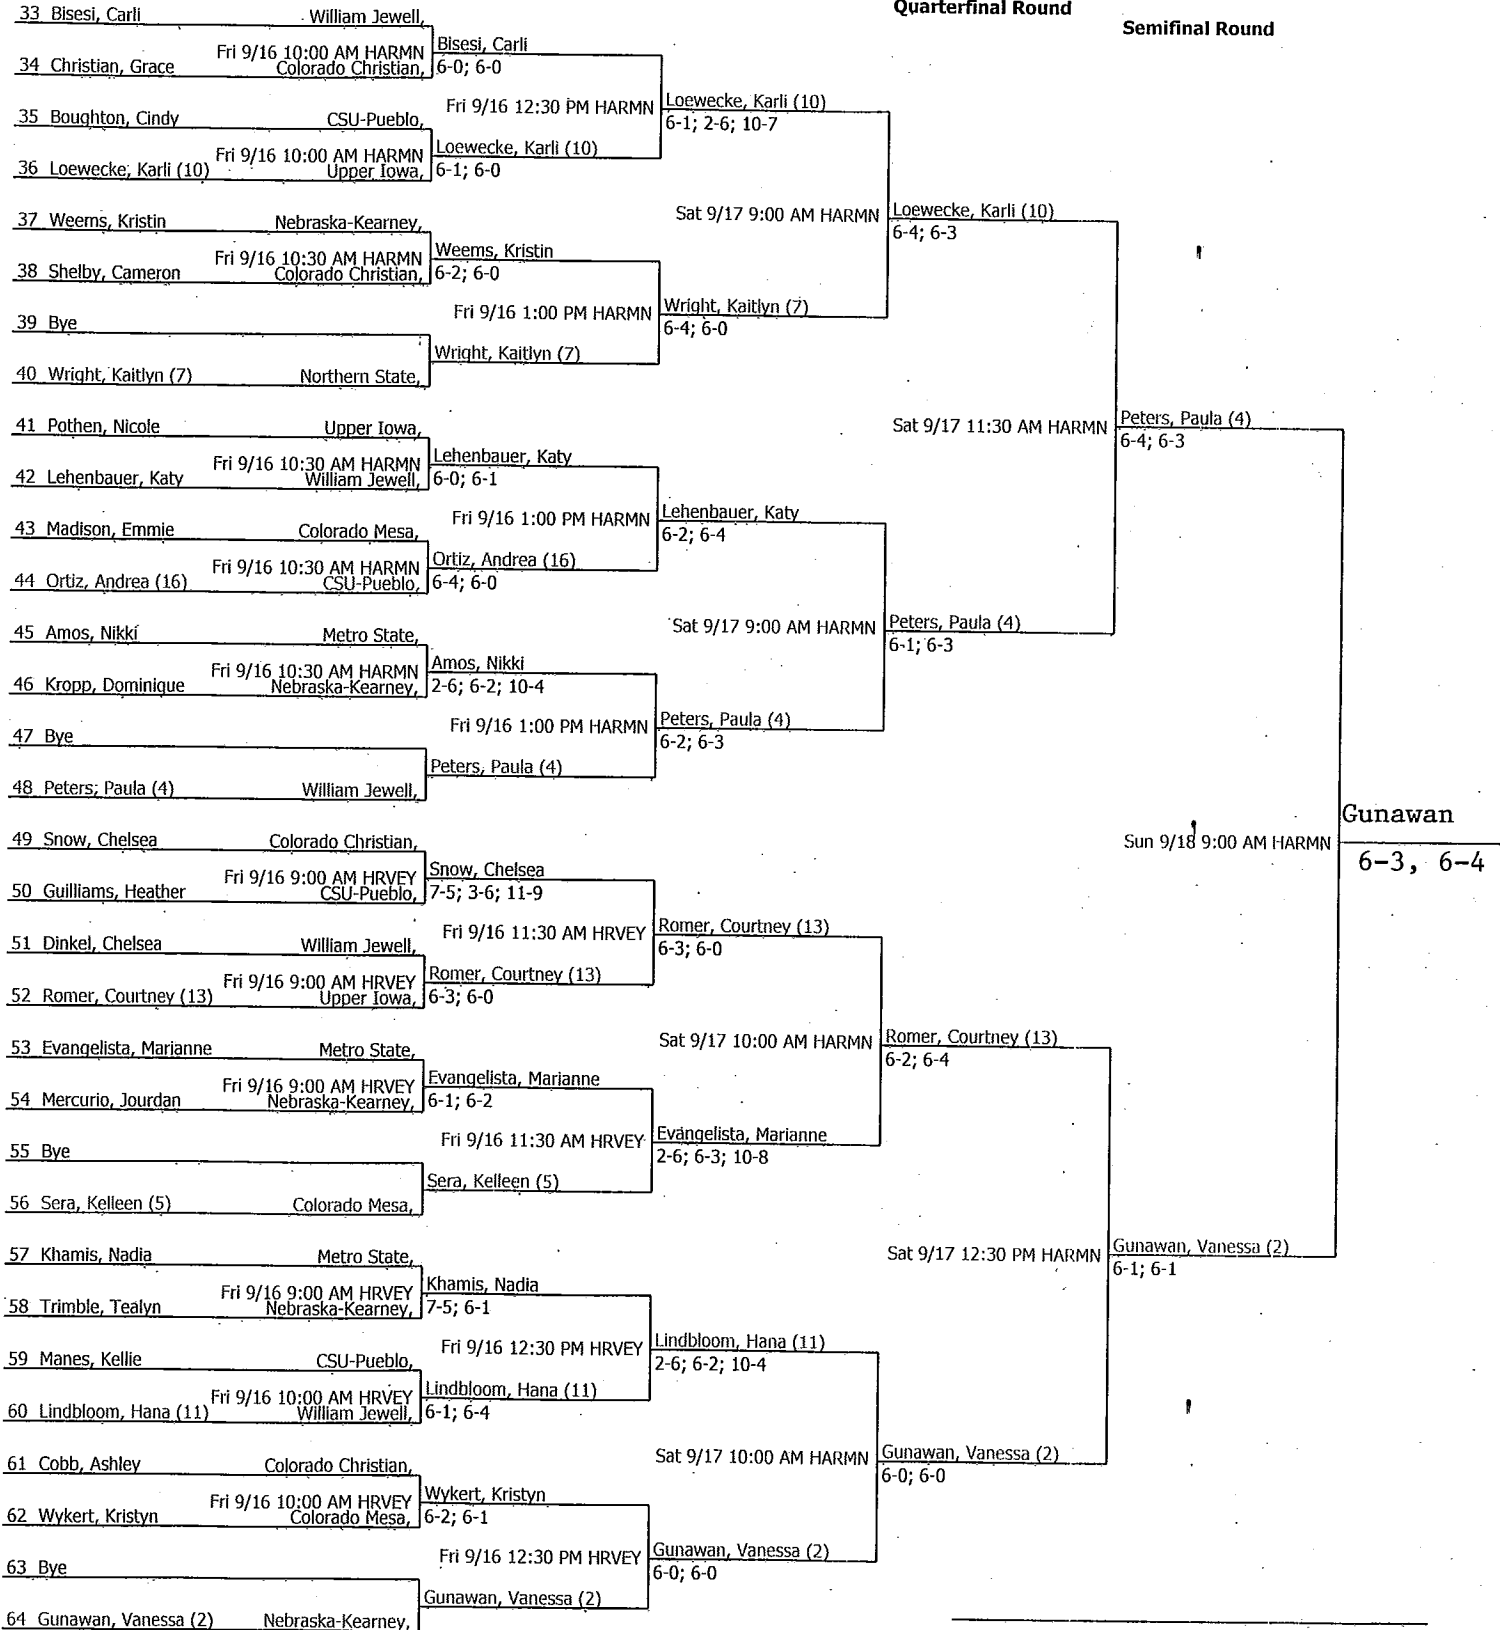 Quarterfinal Round
Semifinal Round
33 Bisesi, Carli William Jewell,
Fri 9/16 10:00 AM HARMN
Bisesi, Carli
6-0; 6-0
34 Christian, Grace Colorado Christian,
Fri 9/16 12:30 PM HARMN
Loewecke, Karli (10)
6-1; 2-6; 10-7
35 Boughton, Cindy CSU-Pueblo,
Fri 9/16 10:00 AM HARMN
Loewecke, Karli (10)
6-1; 6-0
36 Loewecke, Karli (10) Upper Iowa,
Sat 9/17 9:00 AM HARMN
Loewecke, Karli (10)
6-4; 6-3
37 Weems, Kristin Nebraska-Kearney,
Fri 9/16 10:30 AM HARMN
Weems, Kristin
6-2; 6-0
38 Shelby, Cameron Colorado Christian,
Fri 9/16 1:00 PM HARMN
Wright, Kaitlyn (7)
6-4; 6-0
39 Bye
Wright, Kaitlyn (7)
40 Wright, Kaitlyn (7) Northern State,
Sat 9/17 11:30 AM HARMN
Peters, Paula (4)
6-4; 6-3
41 Pothen, Nicole Upper Iowa,
Fri 9/16 10:30 AM HARMN
Lehenbauer, Katy
6-0; 6-1
42 Lehenbauer, Katy William Jewell,
Fri 9/16 1:00 PM HARMN
Lehenbauer, Katy
6-2; 6-4
43 Madison, Emmie Colorado Mesa,
Fri 9/16 10:30 AM HARMN
Ortiz, Andrea (16)
6-4; 6-0
44 Ortiz, Andrea (16) CSU-Pueblo,
Sat 9/17 9:00 AM HARMN
Peters, Paula (4)
6-1; 6-3
45 Amos, Nikki Metro State,
Fri 9/16 10:30 AM HARMN
Amos, Nikki
2-6; 6-2; 10-4
46 Kropp, Dominique Nebraska-Kearney,
Fri 9/16 1:00 PM HARMN
Peters, Paula (4)
6-2; 6-3
47 Bye
Peters, Paula (4)
48 Peters, Paula (4) William Jewell,
Sun 9/18 9:00 AM HARMN
Gunawan
6-3, 6-4
49 Snow, Chelsea Colorado Christian,
Fri 9/16 9:00 AM HRVEY
Snow, Chelsea
7-5; 3-6; 11-9
50 Guilliams, Heather CSU-Pueblo,
Fri 9/16 11:30 AM HRVEY
Romer, Courtney (13)
6-3; 6-0
51 Dinkel, Chelsea William Jewell,
Fri 9/16 9:00 AM HRVEY
Romer, Courtney (13)
6-3; 6-0
52 Romer, Courtney (13) Upper Iowa,
Sat 9/17 10:00 AM HARMN
Romer, Courtney (13)
6-2; 6-4
53 Evangelista, Marianne Metro State,
Fri 9/16 9:00 AM HRVEY
Evangelista, Marianne
6-1; 6-2
54 Mercurio, Jourdan Nebraska-Kearney,
Fri 9/16 11:30 AM HRVEY
Evangelista, Marianne
2-6; 6-3; 10-8
55 Bye
Sera, Kelleen (5)
56 Sera, Kelleen (5) Colorado Mesa,
Sat 9/17 12:30 PM HARMN
Gunawan, Vanessa (2)
6-1; 6-1
57 Khamis, Nadia Metro State,
Fri 9/16 9:00 AM HRVEY
Khamis, Nadia
7-5; 6-1
58 Trimble, Tealyn Nebraska-Kearney,
Fri 9/16 12:30 PM HRVEY
Lindbloom, Hana (11)
2-6; 6-2; 10-4
59 Manes, Kellie CSU-Pueblo,
Fri 9/16 10:00 AM HRVEY
Lindbloom, Hana (11)
6-1; 6-4
60 Lindbloom, Hana (11) William Jewell,
Sat 9/17 10:00 AM HARMN
Gunawan, Vanessa (2)
6-0; 6-0
61 Cobb, Ashley Colorado Christian,
Fri 9/16 10:00 AM HRVEY
Wykert, Kristyn
6-2; 6-1
62 Wykert, Kristyn Colorado Mesa,
Fri 9/16 12:30 PM HRVEY
Gunawan, Vanessa (2)
6-0; 6-0
63 Bye
Gunawan, Vanessa (2)
64 Gunawan, Vanessa (2) Nebraska-Kearney,